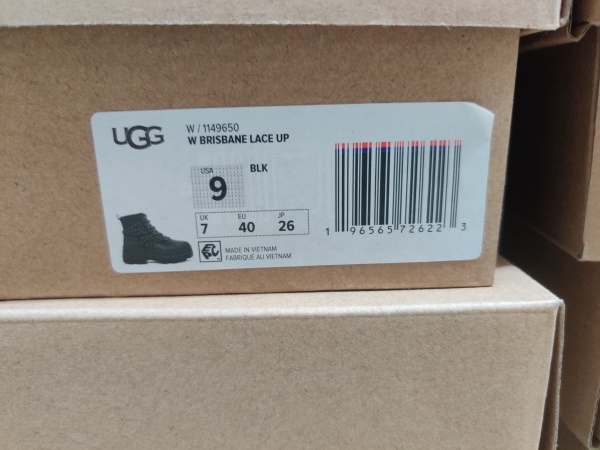 UGG
W / 1149650
W BRISBANE LACE UP
USA
9
BLK
UK EU JP
7 40 26
MADE IN VIETNAM
FABRIQUÉ AU VIETNAM
1 96565 72622 3